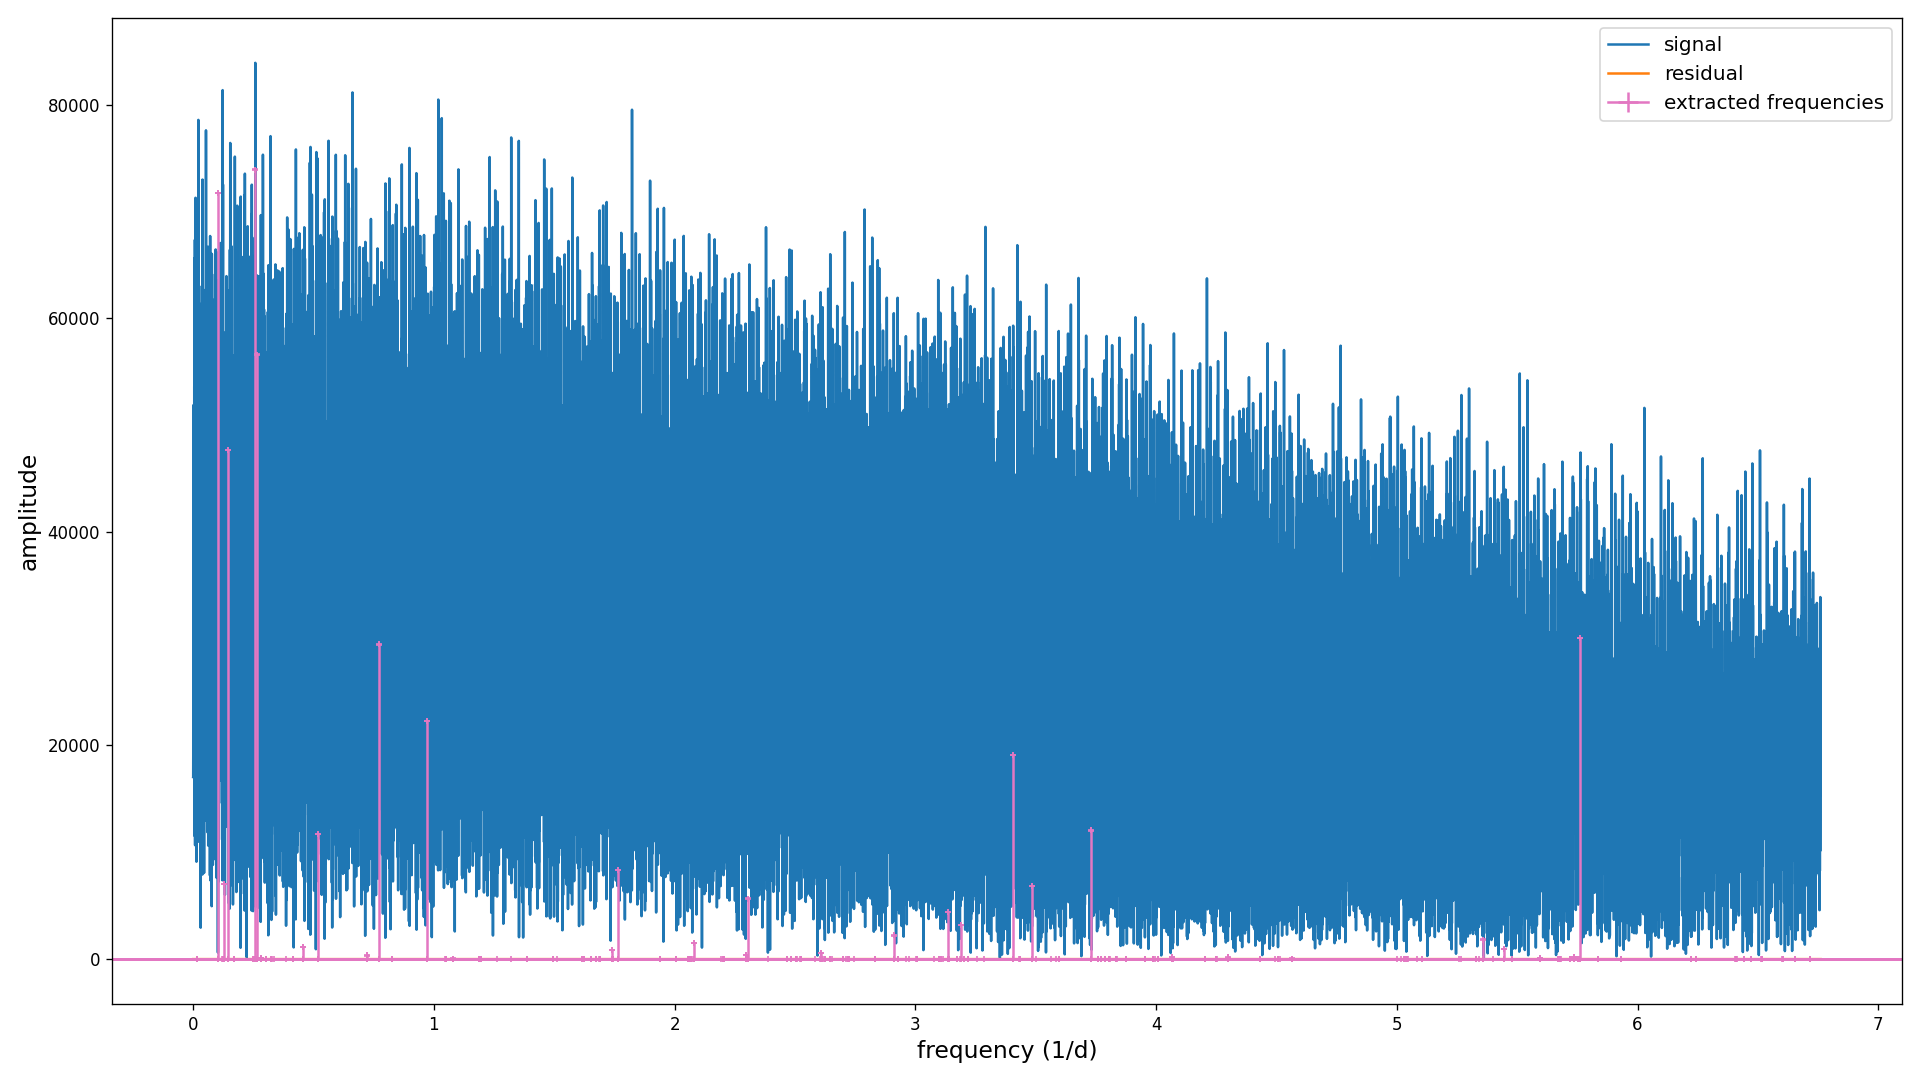 signal
residual
extracted frequencies
amplitude
80000
60000
40000
20000
0
0 1 2 3 4 5 6 7
frequency (1/d)